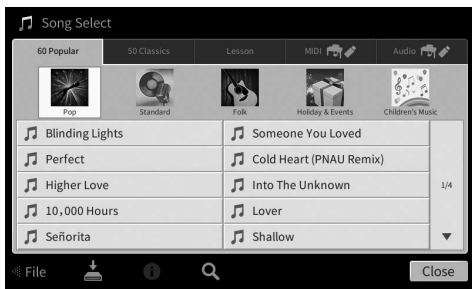 Song Select
60 Popular
50 Classics
Lesson
MIDI
Audio
Pop
Standard
Folk
Holiday & Events
Children's Music
Blinding Lights
Someone You Loved
Perfect
Cold Heart (PNAU Remix)
Higher Love
Into The Unknown
1/4
10,000 Hours
Lover
Señorita
Shallow
File
Close